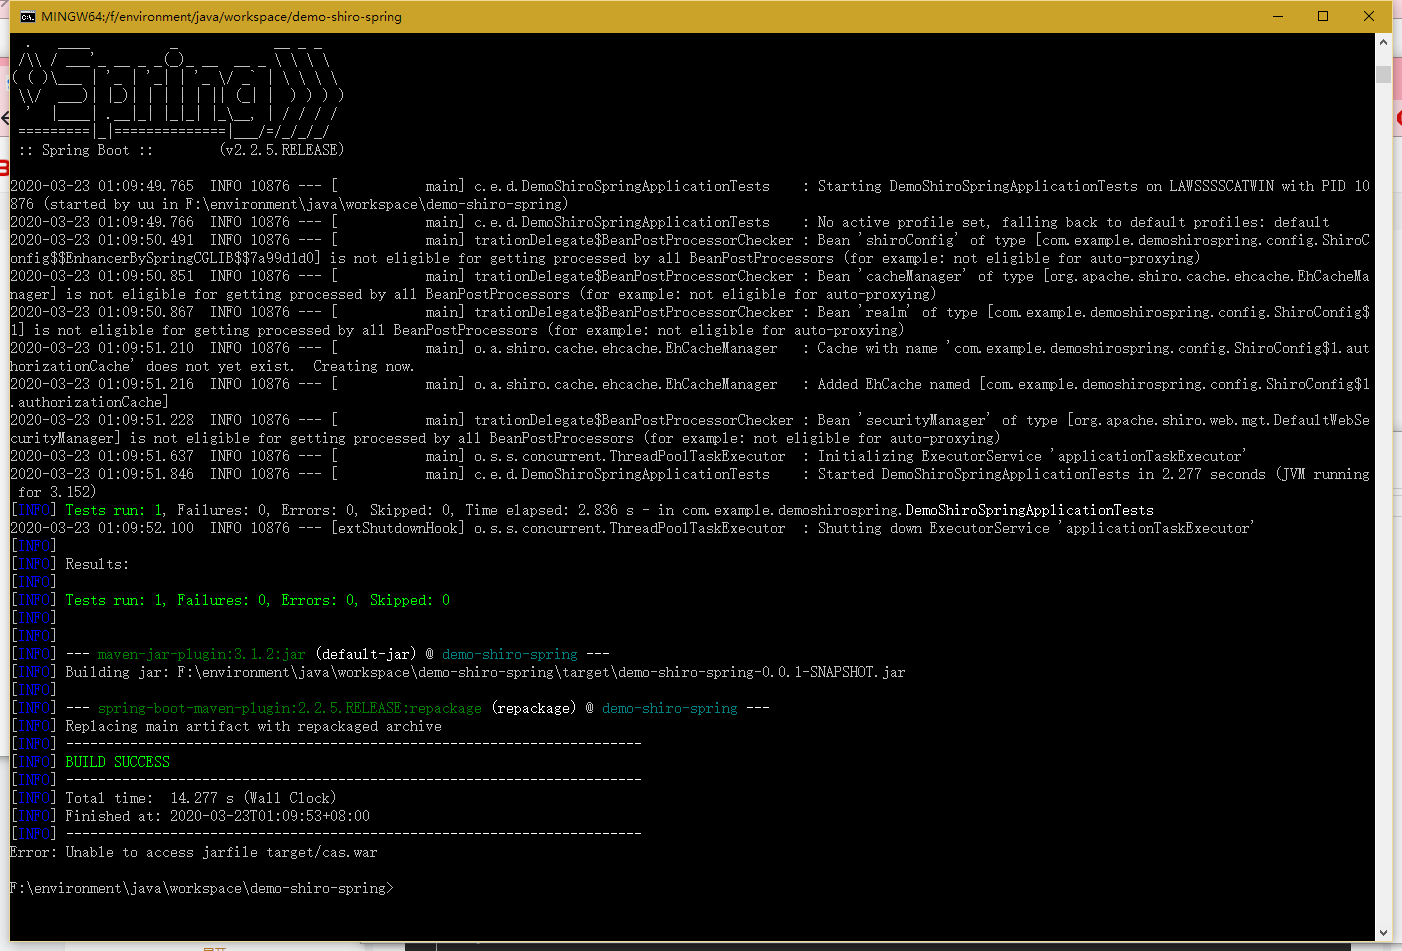 MINGW64:/f/environment/java/workspace/demo-shiro-spring
  .   ____          _            __ _ _
 /\\ / ___'_ __ _ _(_)_ __  __ _ \ \ \ \
( ( )\___ | '_ | '_| | '_ \/ _` | \ \ \ \
 \\/  ___)| |_)| | | | | || (_| |  ) ) ) )
  '  |____| .__|_| |_|_| |_\__, | / / / /
 =========|_|==============|___/=/_/_/_/
 :: Spring Boot ::        (v2.2.5.RELEASE)
2020-03-23 01:09:49.765  INFO 10876 --- [           main] c.e.d.DemoShiroSpringApplicationTests    : Starting DemoShiroSpringApplicationTests on LAWSSSSCATWIN with PID 10
876 (started by uu in F:\environment\java\workspace\demo-shiro-spring)
2020-03-23 01:09:49.766  INFO 10876 --- [           main] c.e.d.DemoShiroSpringApplicationTests    : No active profile set, falling back to default profiles: default
2020-03-23 01:09:50.491  INFO 10876 --- [           main] trationDelegate$BeanPostProcessorChecker : Bean 'shiroConfig' of type [com.example.demoshirospring.config.ShiroC
onfig$$EnhancerBySpringCGLIB$$7a99d1d0] is not eligible for getting processed by all BeanPostProcessors (for example: not eligible for auto-proxying)
2020-03-23 01:09:50.851  INFO 10876 --- [           main] trationDelegate$BeanPostProcessorChecker : Bean 'cacheManager' of type [org.apache.shiro.cache.ehcache.EhCacheMa
nager] is not eligible for getting processed by all BeanPostProcessors (for example: not eligible for auto-proxying)
2020-03-23 01:09:50.867  INFO 10876 --- [           main] trationDelegate$BeanPostProcessorChecker : Bean 'realm' of type [com.example.demoshirospring.config.ShiroConfig$
1] is not eligible for getting processed by all BeanPostProcessors (for example: not eligible for auto-proxying)
2020-03-23 01:09:51.210  INFO 10876 --- [           main] o.a.shiro.cache.ehcache.EhCacheManager   : Cache with name 'com.example.demoshirospring.config.ShiroConfig$1.aut
horizationCache' does not yet exist.  Creating now.
2020-03-23 01:09:51.216  INFO 10876 --- [           main] o.a.shiro.cache.ehcache.EhCacheManager   : Added EhCache named [com.example.demoshirospring.config.ShiroConfig$1
.authorizationCache]
2020-03-23 01:09:51.228  INFO 10876 --- [           main] trationDelegate$BeanPostProcessorChecker : Bean 'securityManager' of type [org.apache.shiro.web.mgt.DefaultWebSe
curityManager] is not eligible for getting processed by all BeanPostProcessors (for example: not eligible for auto-proxying)
2020-03-23 01:09:51.637  INFO 10876 --- [           main] o.s.s.concurrent.ThreadPoolTaskExecutor  : Initializing ExecutorService 'applicationTaskExecutor'
2020-03-23 01:09:51.846  INFO 10876 --- [           main] c.e.d.DemoShiroSpringApplicationTests    : Started DemoShiroSpringApplicationTests in 2.277 seconds (JVM running
 for 3.152)
[INFO] Tests run: 1, Failures: 0, Errors: 0, Skipped: 0, Time elapsed: 2.836 s - in com.example.demoshirospring.DemoShiroSpringApplicationTests
2020-03-23 01:09:52.100  INFO 10876 --- [extShutdownHook] o.s.s.concurrent.ThreadPoolTaskExecutor  : Shutting down ExecutorService 'applicationTaskExecutor'
[INFO]
[INFO] Results:
[INFO]
[INFO] Tests run: 1, Failures: 0, Errors: 0, Skipped: 0
[INFO]
[INFO]
[INFO] --- maven-jar-plugin:3.1.2:jar (default-jar) @ demo-shiro-spring ---
[INFO] Building jar: F:\environment\java\workspace\demo-shiro-spring\target\demo-shiro-spring-0.0.1-SNAPSHOT.jar
[INFO]
[INFO] --- spring-boot-maven-plugin:2.2.5.RELEASE:repackage (repackage) @ demo-shiro-spring ---
[INFO] Replacing main artifact with repackaged archive
[INFO] ------------------------------------------------------------------------
[INFO] BUILD SUCCESS
[INFO] ------------------------------------------------------------------------
[INFO] Total time:  14.277 s (Wall Clock)
[INFO] Finished at: 2020-03-23T01:09:53+08:00
[INFO] ------------------------------------------------------------------------
Error: Unable to access jarfile target/cas.war
F:\environment\java\workspace\demo-shiro-spring>